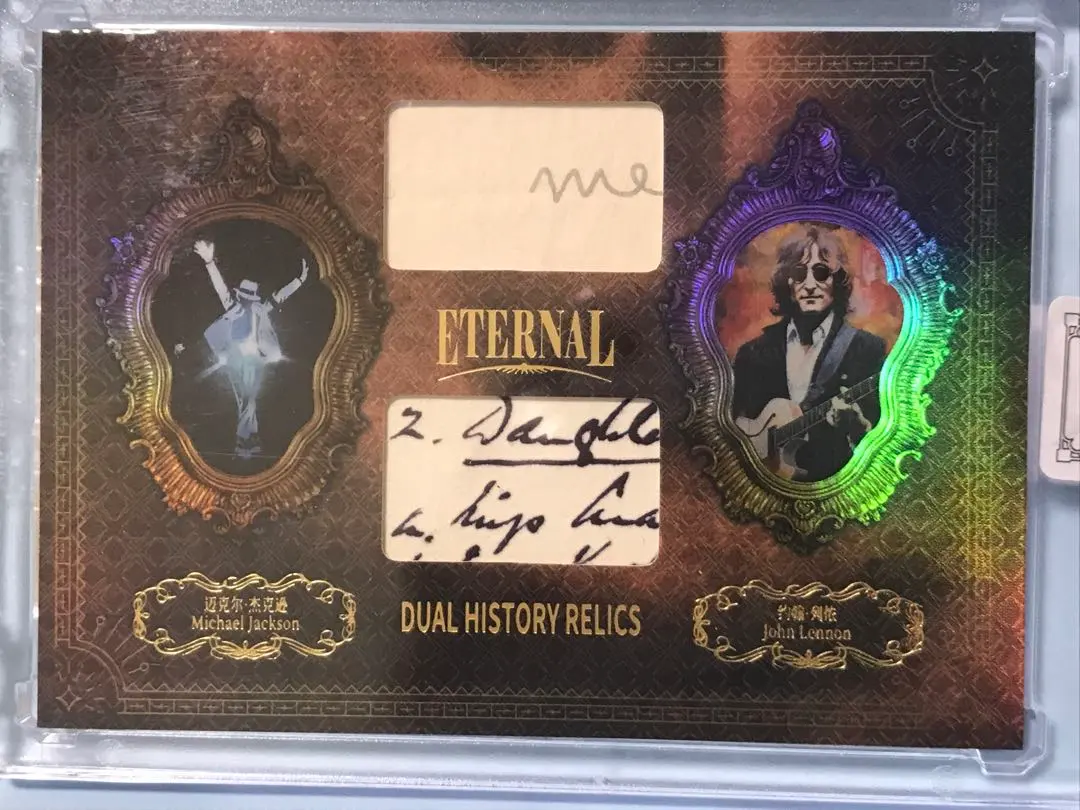 me
ETERNAL
2. Daughte
a. King
迈克尔·杰克逊
Michael Jackson
DUAL HISTORY RELICS
约翰·列侬
John Lennon